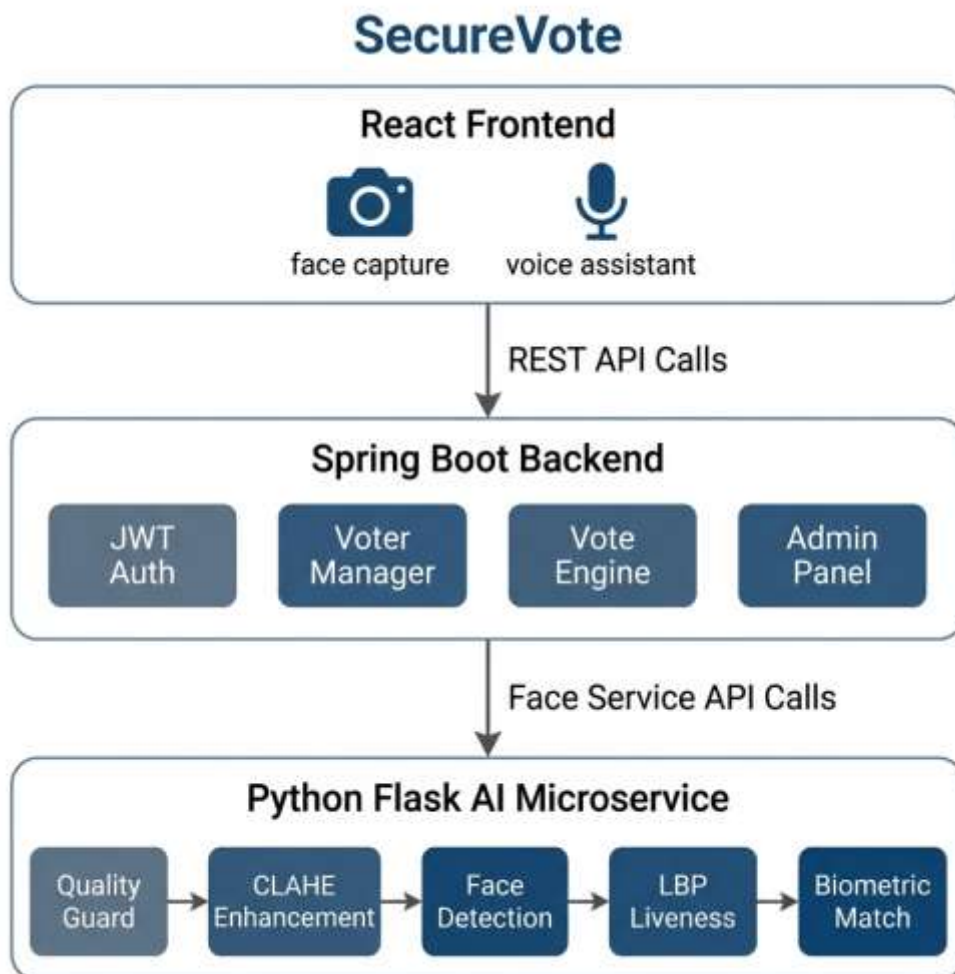 SecureVote
React Frontend
face capture
voice assistant
REST API Calls
Spring Boot Backend
JWT
Auth
Voter
Manager
Vote
Engine
Admin
Panel
Face Service API Calls
Python Flask AI Microservice
Quality
Guard
CLAHE
Enhancement
Face
Detection
LBP
Liveness
Biometric
Match